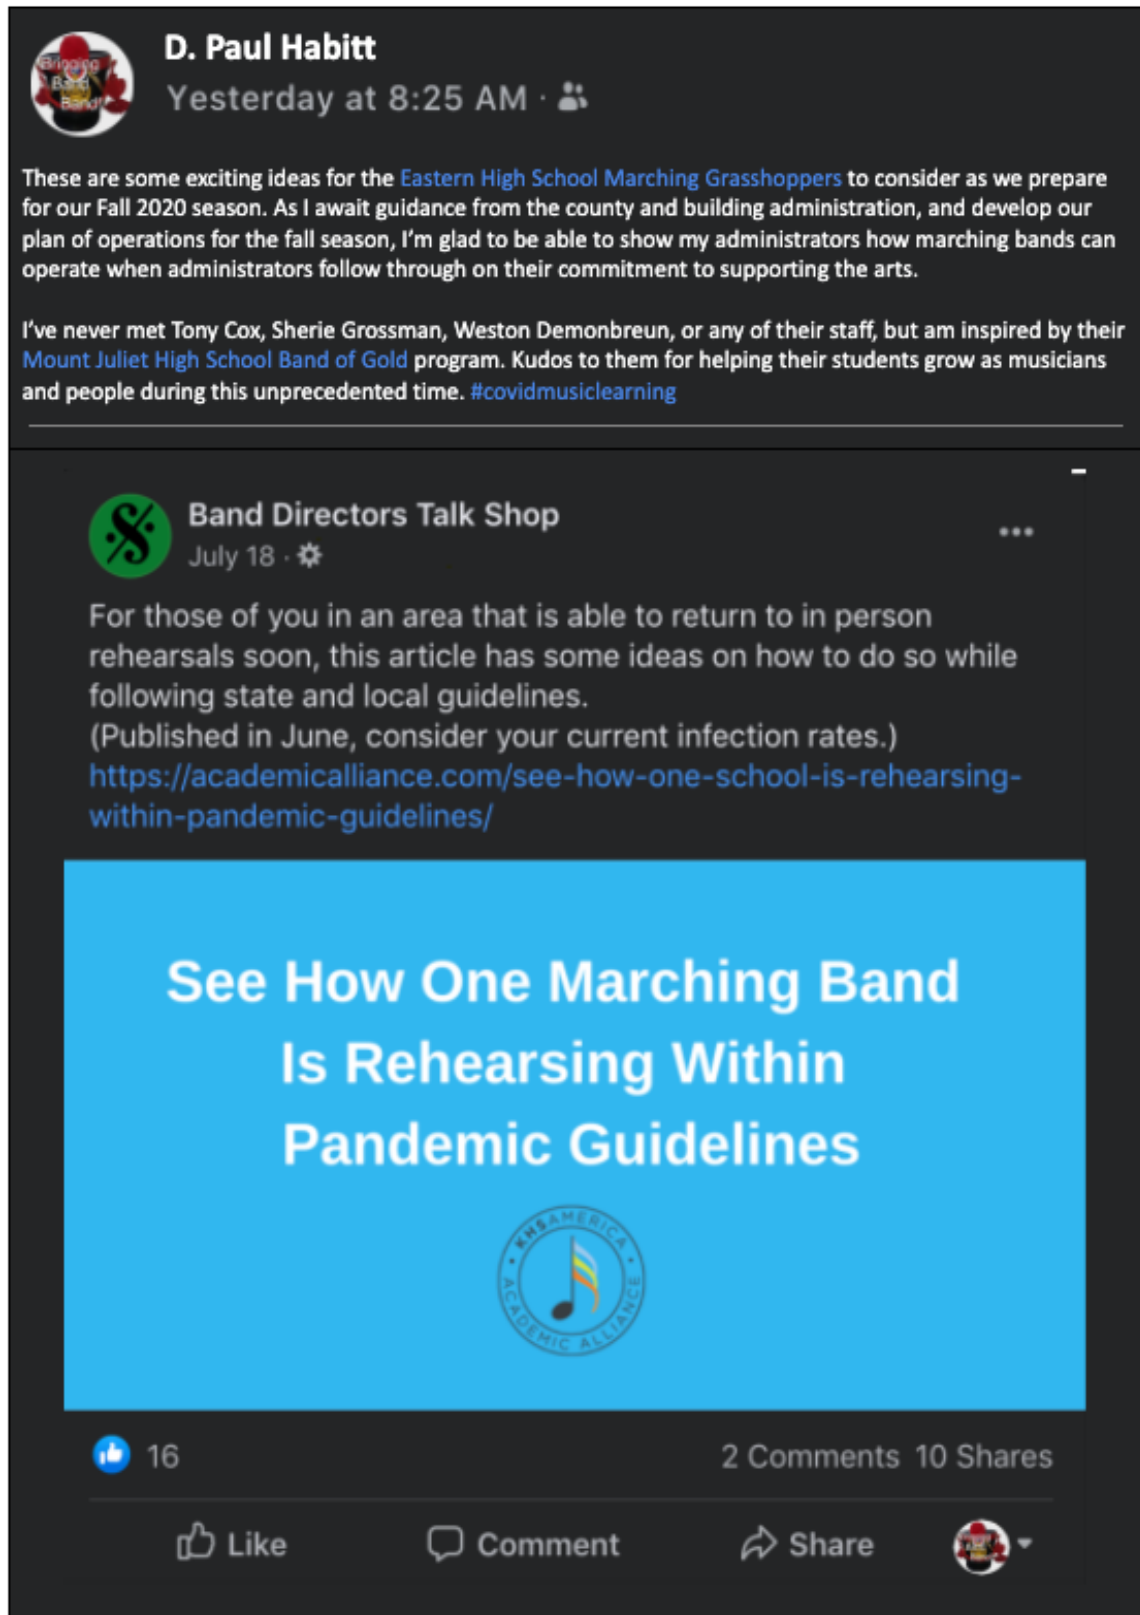 Bringing
Band
Band!
D. Paul Habitt
Yesterday at 8:25 AM ·
These are some exciting ideas for the Eastern High School Marching Grasshoppers to consider as we prepare
for our Fall 2020 season. As I await guidance from the county and building administration, and develop our
plan of operations for the fall season, I'm glad to be able to show my administrators how marching bands can
operate when administrators follow through on their commitment to supporting the arts.
I've never met Tony Cox, Sherie Grossman, Weston Demonbreun, or any of their staff, but am inspired by their
Mount Juliet High School Band of Gold program. Kudos to them for helping their students grow as musicians
and people during this unprecedented time. #covidmusiclearning
Band Directors Talk Shop
July 18 ·
For those of you in an area that is able to return to in person
rehearsals soon, this article has some ideas on how to do so while
following state and local guidelines.
(Published in June, consider your current infection rates.)
https://academicalliance.com/see-how-one-school-is-rehearsing-
within-pandemic-guidelines/
See How One Marching Band
Is Rehearsing Within
Pandemic Guidelines
KHS AMERICA
ACADEMIC ALLIANCE
16
2 Comments 10 Shares
Like
Comment
Share